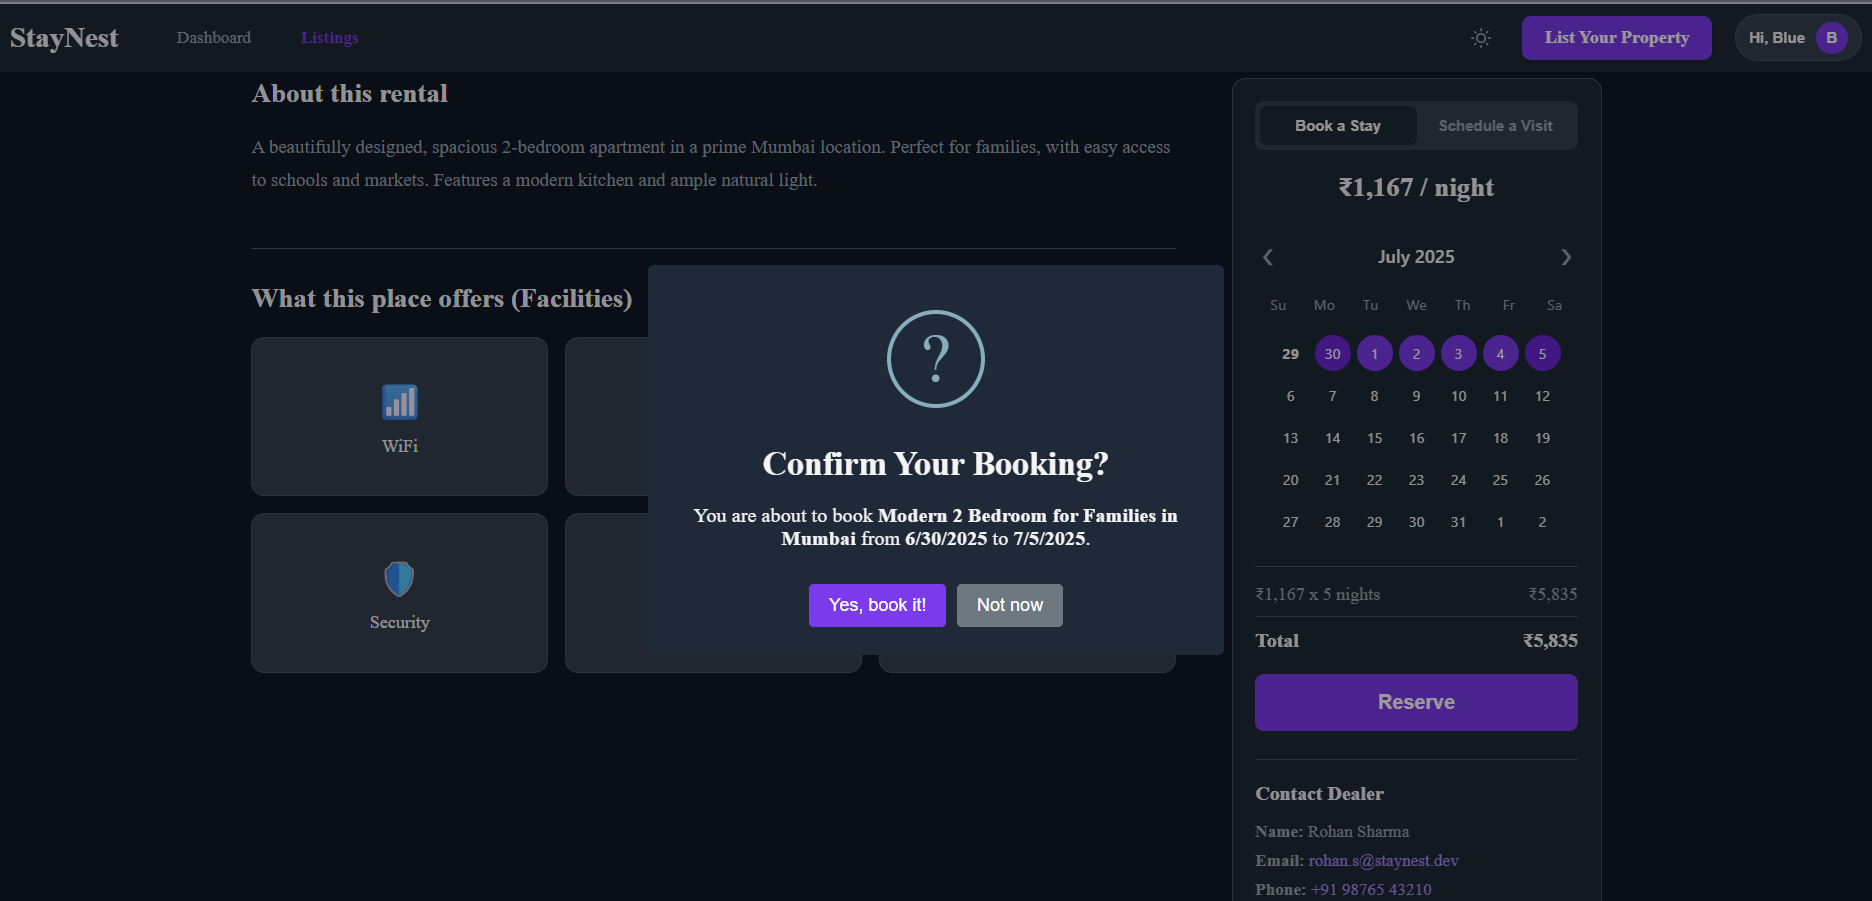 StayNest
Dashboard
Listings
List Your Property
Hi, Blue
B
About this rental
A beautifully designed, spacious 2-bedroom apartment in a prime Mumbai location. Perfect for families, with easy access
to schools and markets. Features a modern kitchen and ample natural light.
What this place offers (Facilities)
WiFi
Security
?
Confirm Your Booking?
You are about to book Modern 2 Bedroom for Families in
Mumbai from 6/30/2025 to 7/5/2025.
Yes, book it!
Not now
Book a Stay
Schedule a Visit
₹1,167 / night
July 2025
Su Mo Tu We Th Fr Sa
29 30 1 2 3 4 5
6 7 8 9 10 11 12
13 14 15 16 17 18 19
20 21 22 23 24 25 26
27 28 29 30 31 1 2
₹1,167 x 5 nights ₹5,835
Total ₹5,835
Reserve
Contact Dealer
Name: Rohan Sharma
Email: rohan.s@staynest.dev
Phone: +91 98765 43210